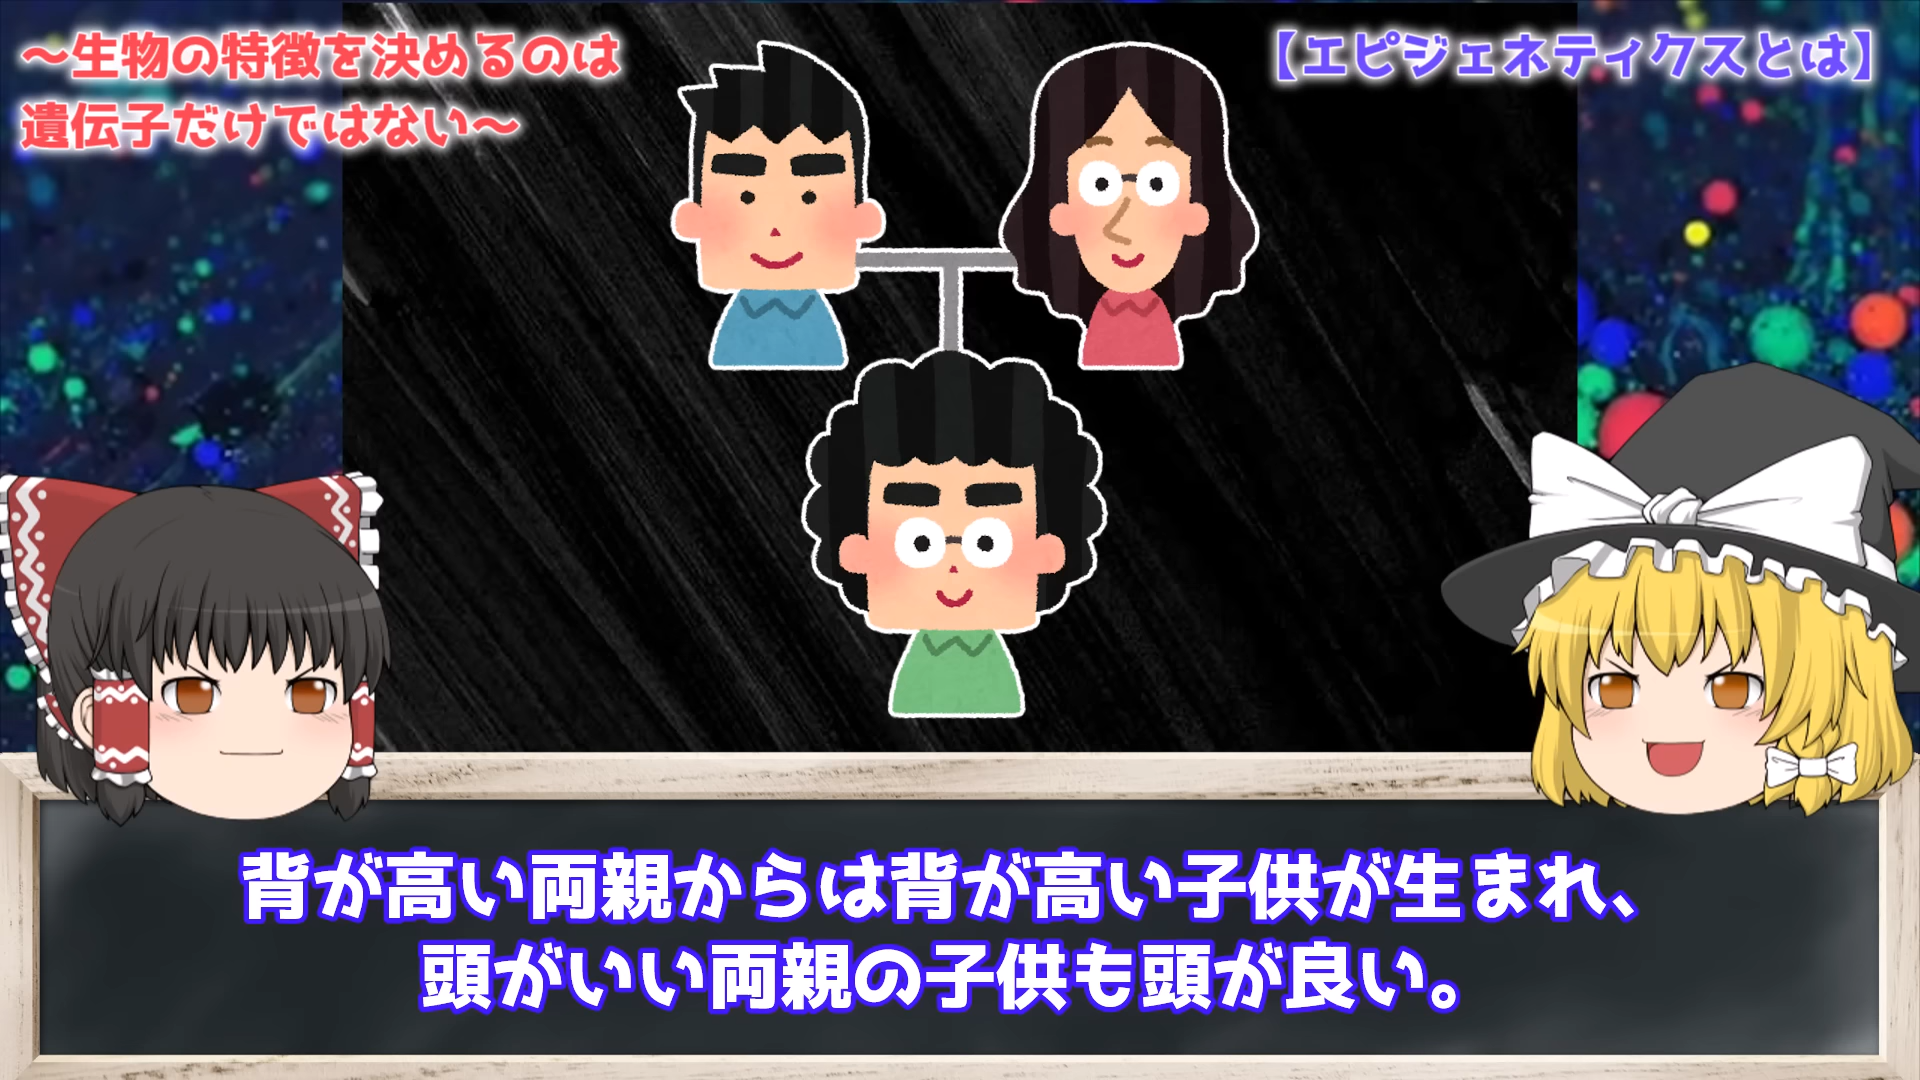 ～生物の特徴を決めるのは
遺伝子だけではない～
【エピジェネティクスとは】
背が高い両親からは背が高い子供が生まれ、
頭がいい両親の子供も頭が良い。